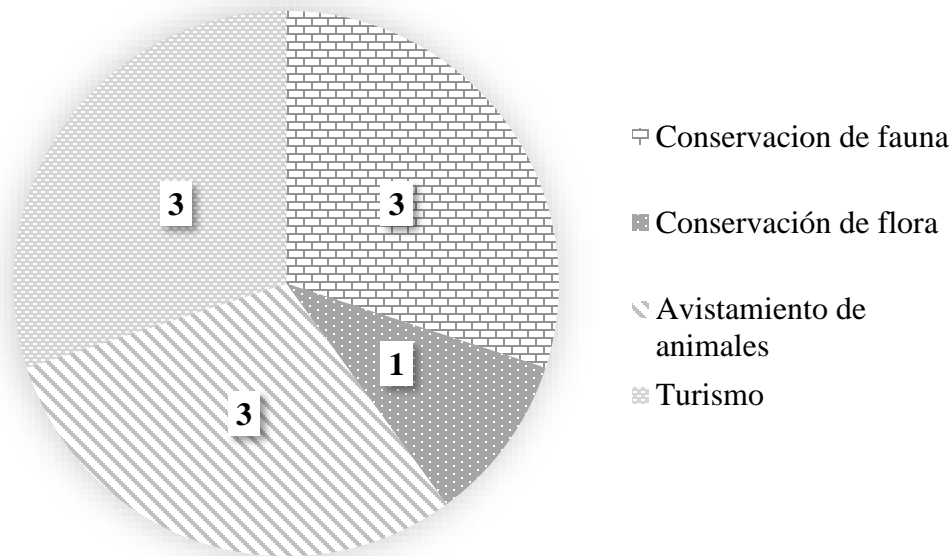 3
3
1
3
Conservacion de fauna
Conservación de flora
Avistamiento de
animales
Turismo